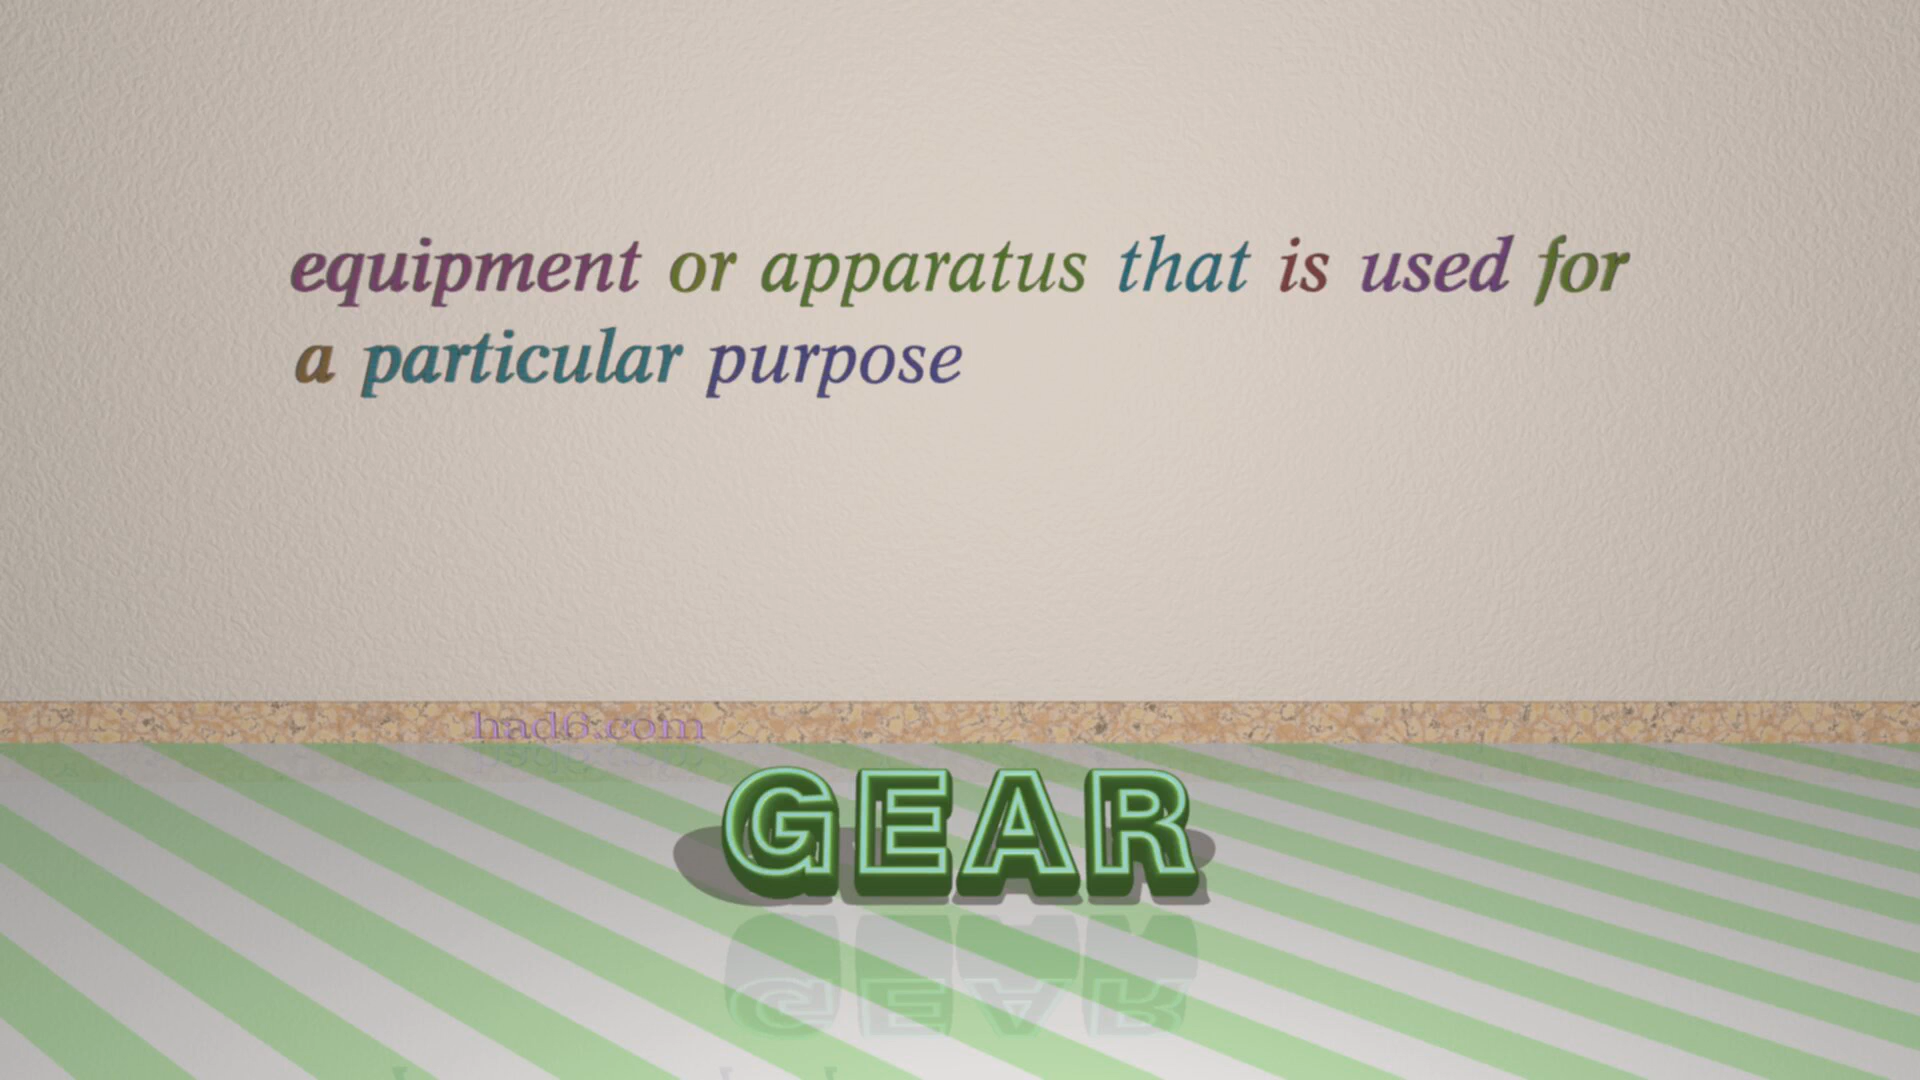 equipment or apparatus that is used for
a particular purpose
had6.com
GEAR